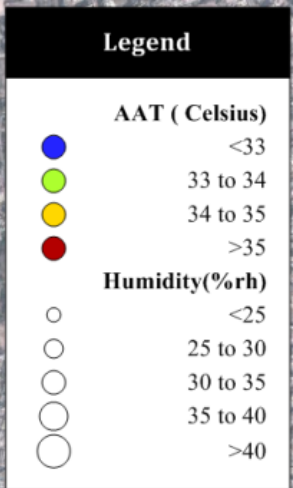 Legend
AAT ( Celsius)
<33
33 to 34
34 to 35
>35
Humidity(%rh)
<25
25 to 30
30 to 35
35 to 40
>40